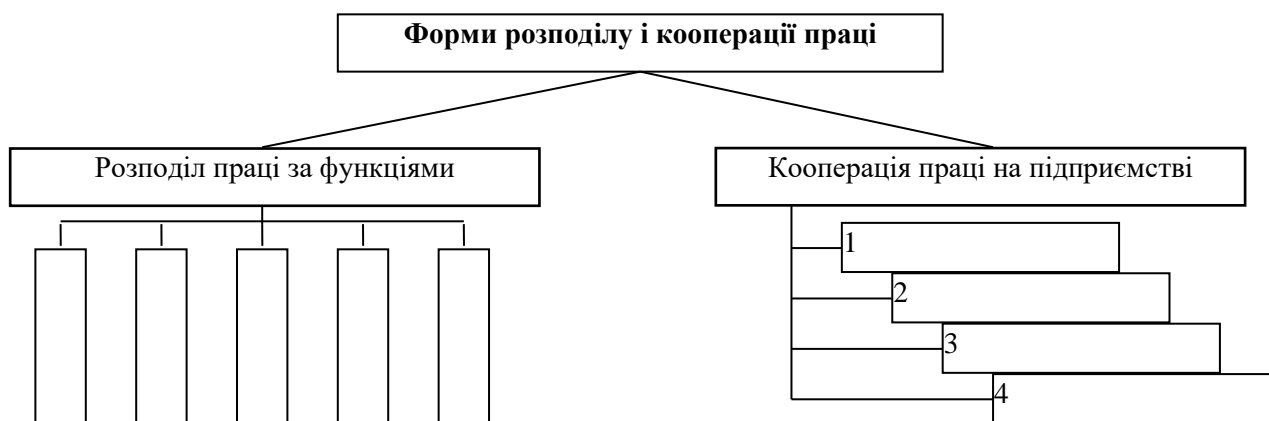 Форми розподілу і кооперації праці
Розподіл праці за функціями
Кооперація праці на підприємстві
1
2
3
4